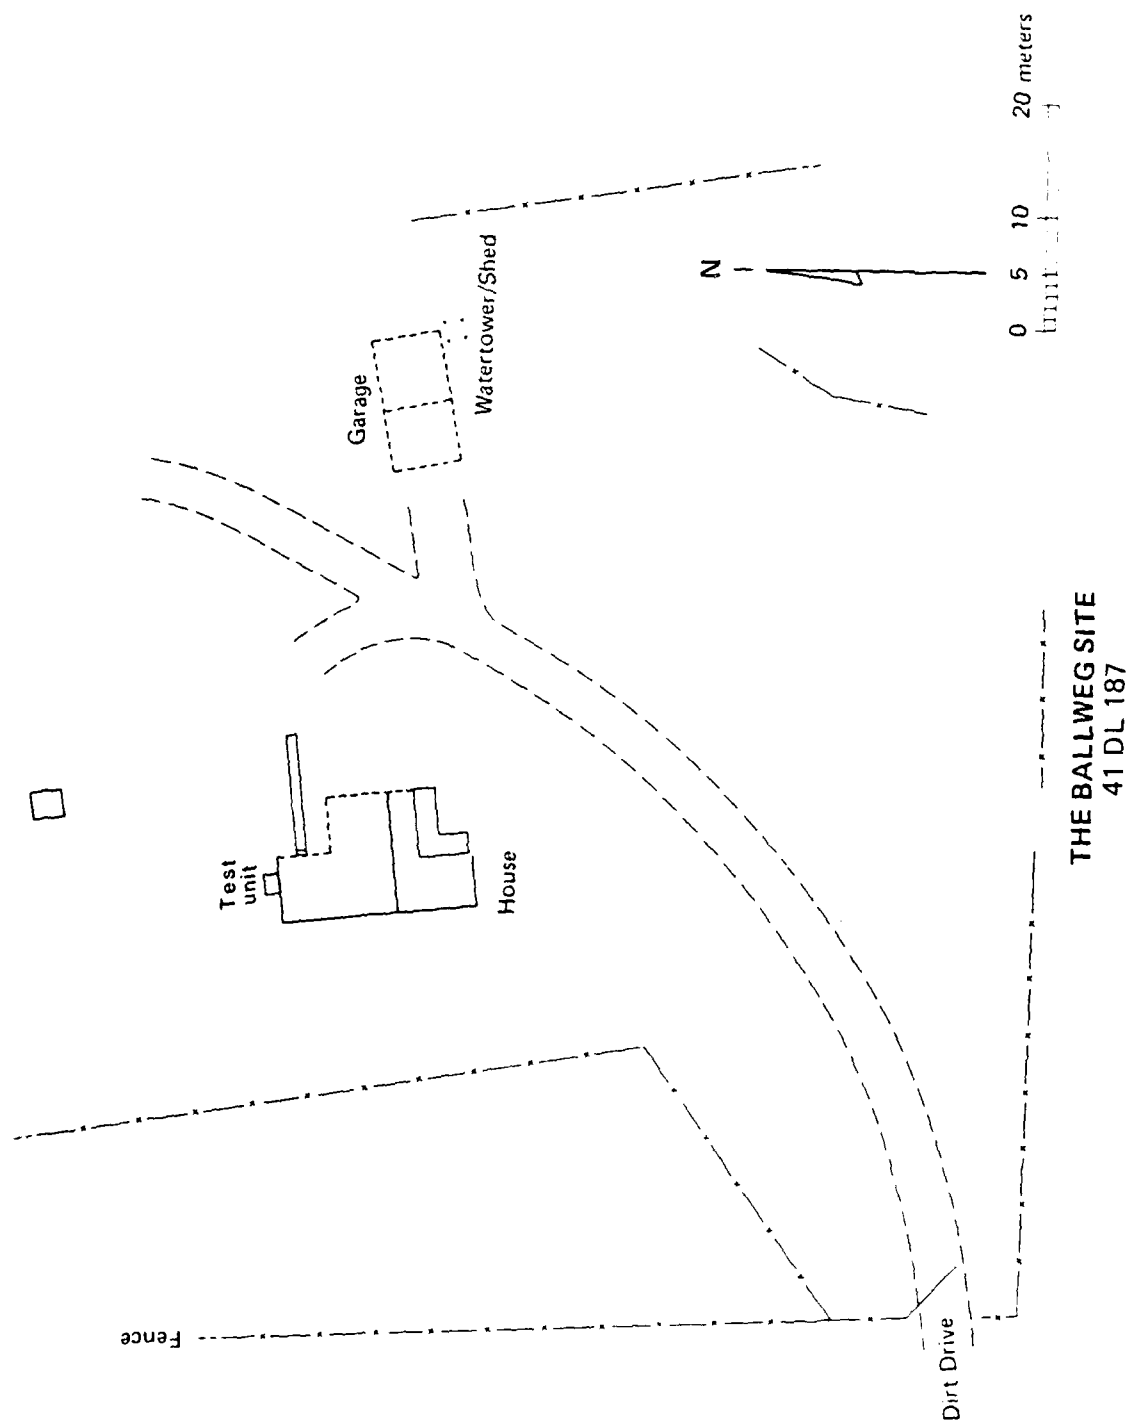 Fence
Test
unit
House
Garage
Watertower/Shed
N
Dirt Drive
0 5 10 20 meters
THE BALLWEG SITE
41 DL 187